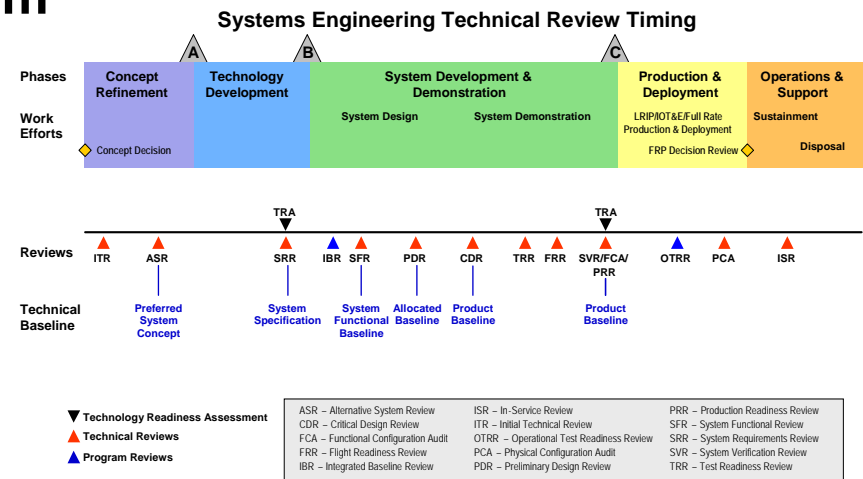 Systems Engineering Technical Review Timing
A B C
Phases
Concept
Refinement
Technology
Development
System Development &
Demonstration
Production &
Deployment
Operations &
Support
Work
Efforts
Concept Decision
System Design
System Demonstration
LRIP/IOT&E/Full Rate
Production & Deployment
FRP Decision Review
Sustainment
Disposal
TRA TRA
Reviews
ITR ASR SRR IBR SFR PDR CDR TRR FRR SVR/FCA/
PRR
OTRR PCA ISR
Technical
Baseline
Preferred
System
Concept
System
Specification
System
Functional
Baseline
Allocated
Baseline
Product
Baseline
Product
Baseline
Technology Readiness Assessment
Technical Reviews
Program Reviews
ASR – Alternative System Review
CDR – Critical Design Review
FCA – Functional Configuration Audit
FRR – Flight Readiness Review
IBR – Integrated Baseline Review
ISR – In-Service Review
ITR – Initial Technical Review
OTRR – Operational Test Readiness Review
PCA – Physical Configuration Audit
PDR – Preliminary Design Review
PRR – Production Readiness Review
SFR – System Functional Review
SRR – System Requirements Review
SVR – System Verification Review
TRR – Test Readiness Review